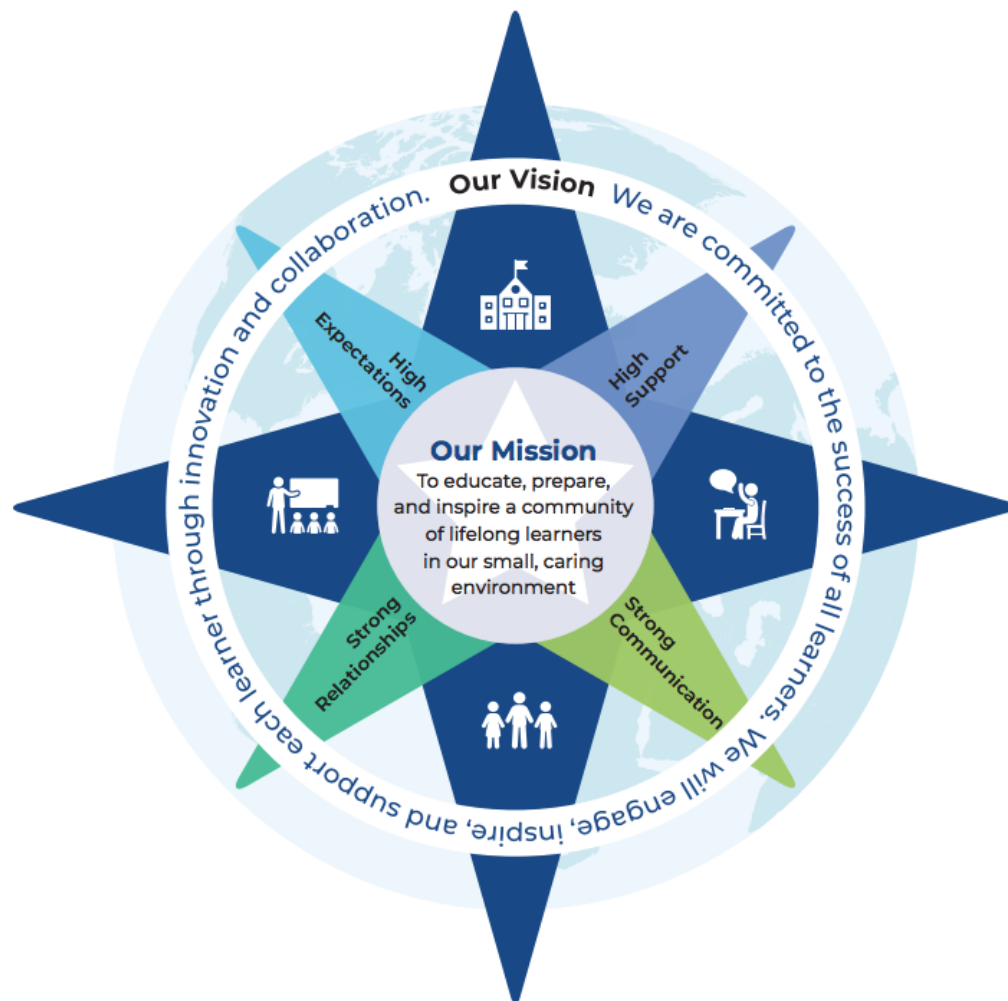 Our Vision We are committed to the success of all learners. We will engage, inspire, and support each learner through innovation and collaboration.
High
Expectations
High
Support
Our Mission
To educate, prepare,
and inspire a community
of lifelong learners
in our small, caring
environment
Strong
Relationships
Strong
Communication